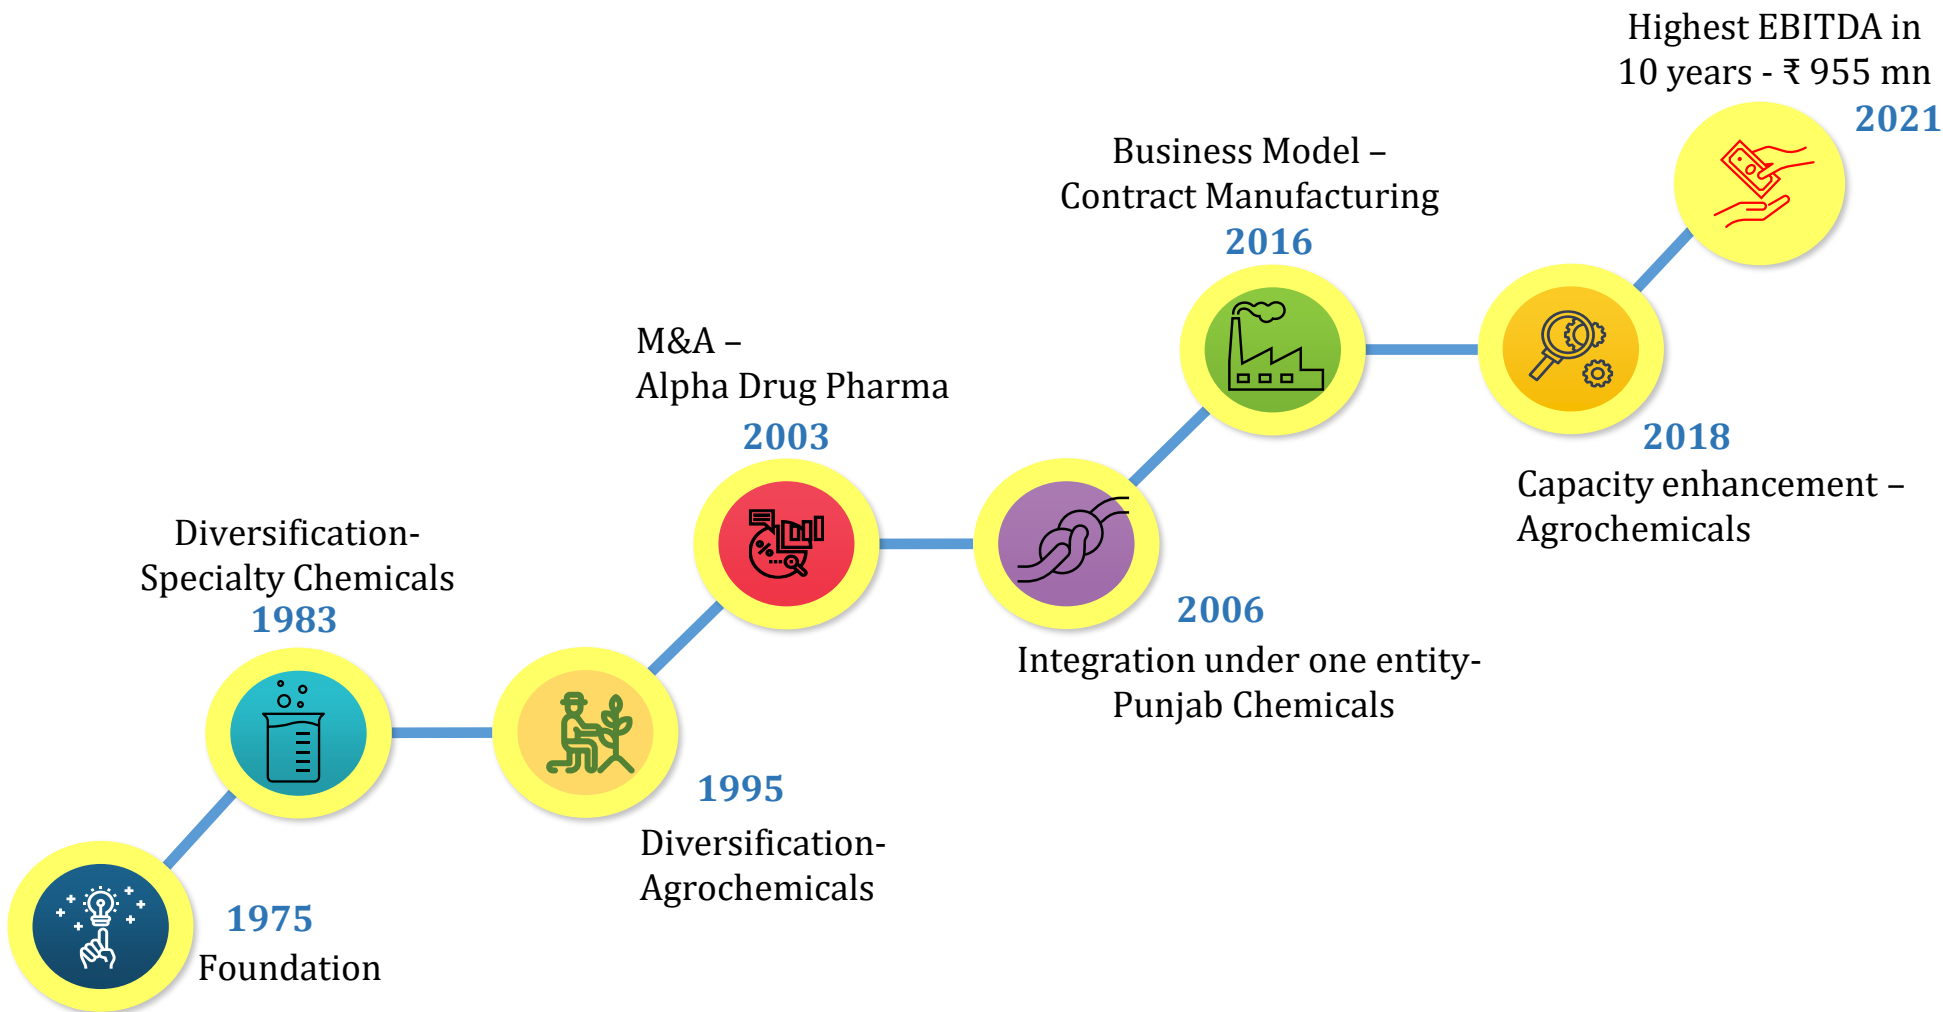 Highest EBITDA in
10 years - ₹ 955 mn
2021
Business Model –
Contract Manufacturing
2016
M&A –
Alpha Drug Pharma
2003
2018
Capacity enhancement –
Agrochemicals
Diversification-
Specialty Chemicals
1983
2006
Integration under one entity-
Punjab Chemicals
1995
Diversification-
Agrochemicals
1975
Foundation
%